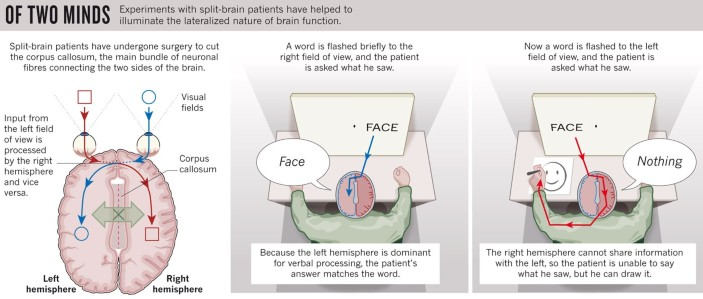 OF TWO MINDS
Experiments with split-brain patients have helped to
illuminate the lateralized nature of brain function.
Split-brain patients have undergone surgery to cut
the corpus callosum, the main bundle of neuronal
fibres connecting the two sides of the brain.
Visual
fields
Input from
the left field
of view is
processed
by the right
hemisphere
and vice
versa.
Corpus
callosum
Left
hemisphere
Right
hemisphere
A word is flashed briefly to the
right field of view, and the patient
is asked what he saw.
FACE
Face
Because the left hemisphere is dominant
for verbal processing, the patient's
answer matches the word.
Now a word is flashed to the left
field of view, and the patient is
asked what he saw.
FACE
Nothing
The right hemisphere cannot share information
with the left, so the patient is unable to say
what he saw, but he can draw it.